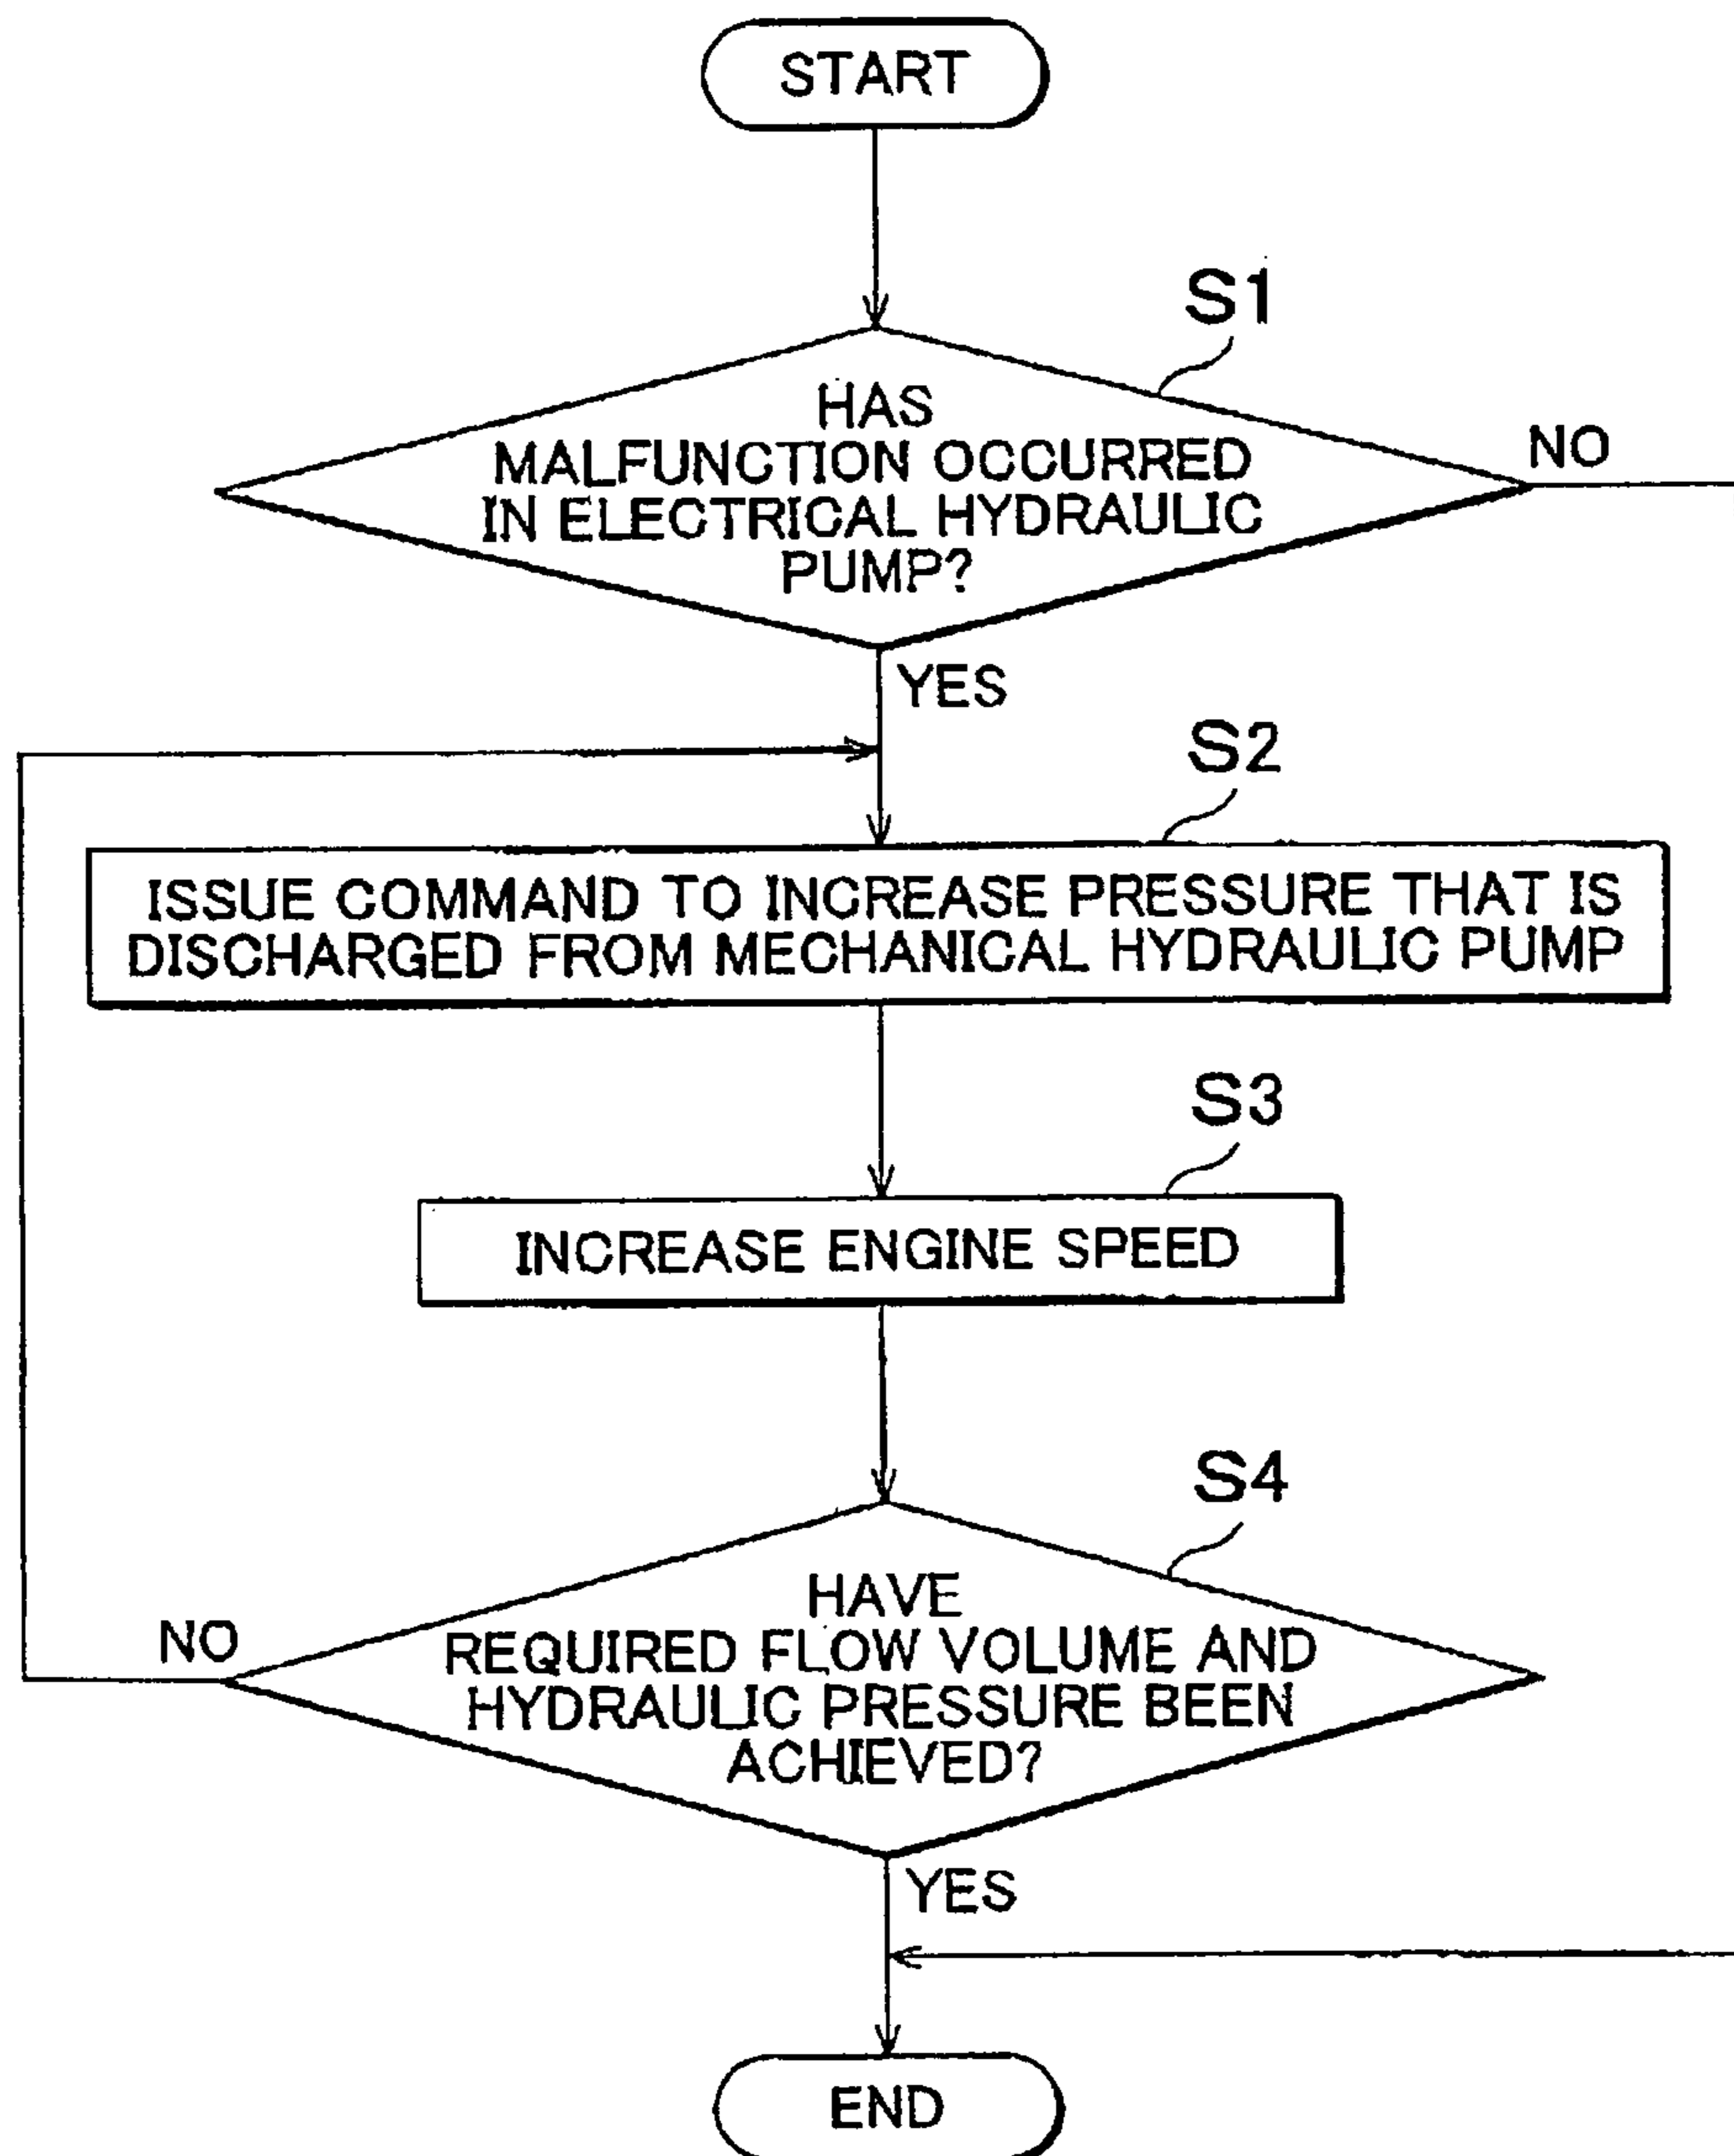 START
S1
HAS
MALFUNCTION OCCURRED
IN ELECTRICAL HYDRAULIC
PUMP?
NO
YES
S2
ISSUE COMMAND TO INCREASE PRESSURE THAT IS
DISCHARGED FROM MECHANICAL HYDRAULIC PUMP
S3
INCREASE ENGINE SPEED
S4
HAVE
REQUIRED FLOW VOLUME AND
HYDRAULIC PRESSURE BEEN
ACHIEVED?
NO
YES
END